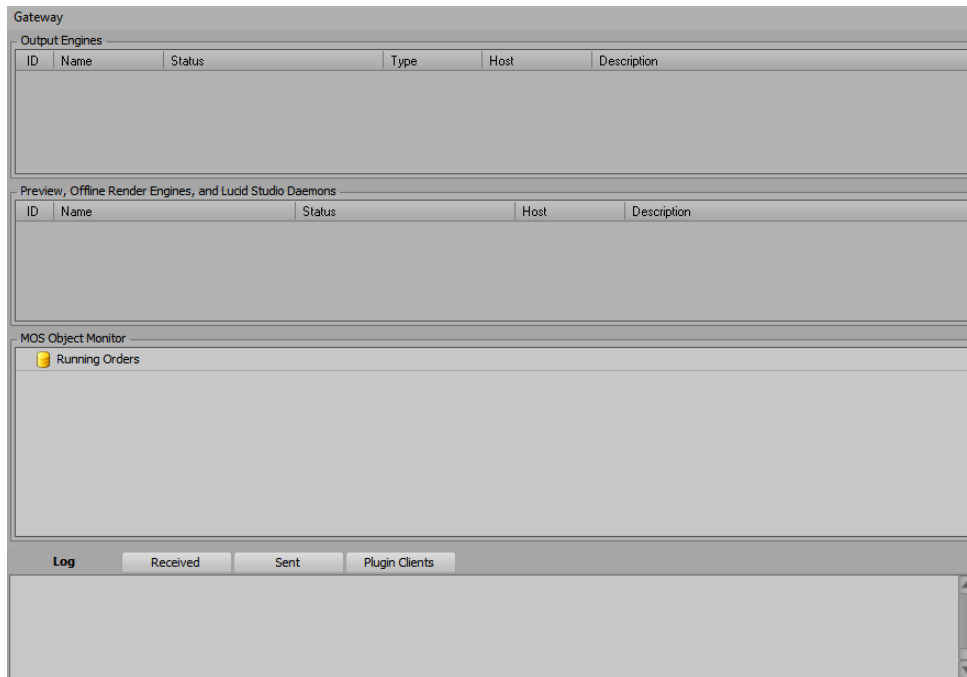 Gateway
Output Engines
ID Name Status Type Host Description
Preview, Offline Render Engines, and Lucid Studio Daemons
ID Name Status Host Description
MOS Object Monitor
Running Orders
Log Received Sent Plugin Clients